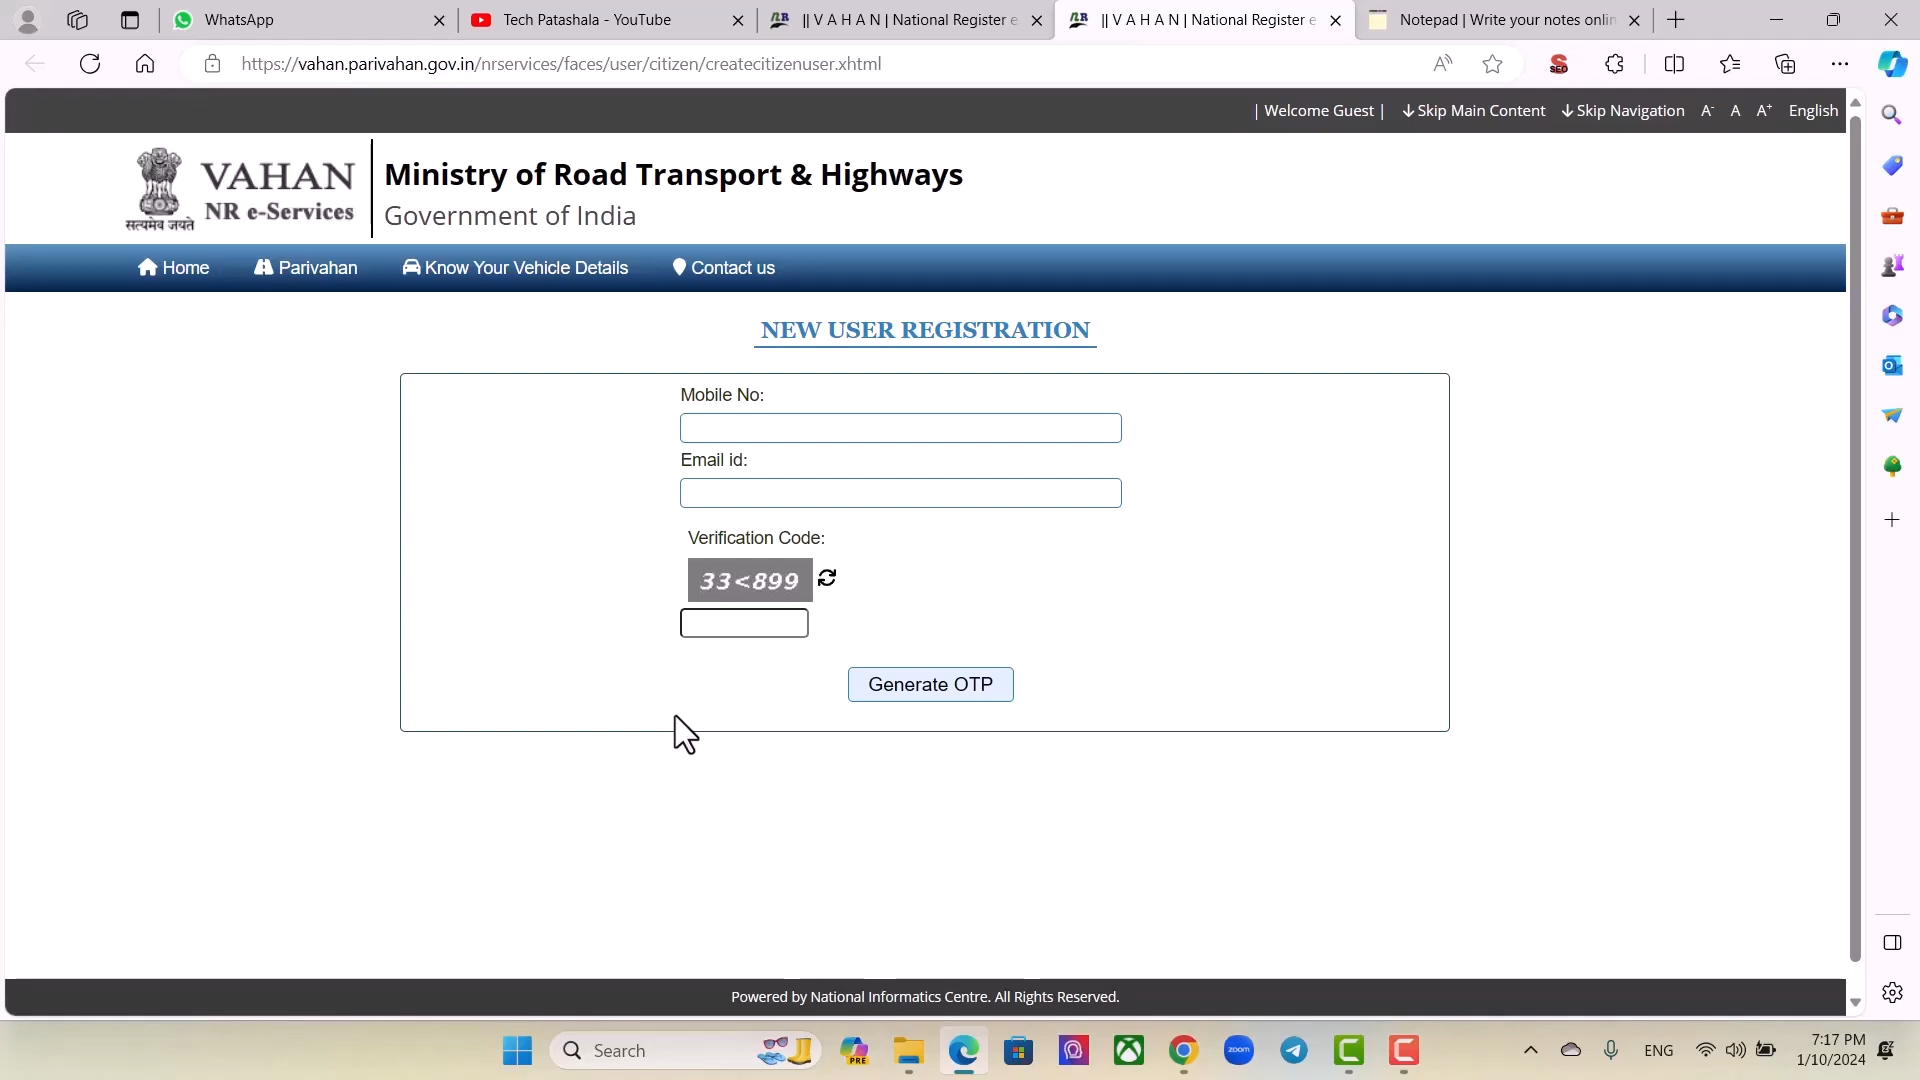 WhatsApp
Tech Patashala - YouTube
|| V A H A N | National Register e
|| V A H A N | National Register e
Notepad | Write your notes onlin
https://vahan.parivahan.gov.in/nrservices/faces/user/citizen/createcitizenuser.xhtml
SEO
| Welcome Guest | Skip Main Content Skip Navigation A- A A+ English
VAHAN
NR e-Services
सत्यमेव जयते
Ministry of Road Transport & Highways
Government of India
Home Parivahan Know Your Vehicle Details Contact us
NEW USER REGISTRATION
Mobile No:
Email id:
Verification Code:
33<899
Generate OTP
Powered by National Informatics Centre. All Rights Reserved.
Search
PRE
zoom
ENG
7:17 PM
1/10/2024